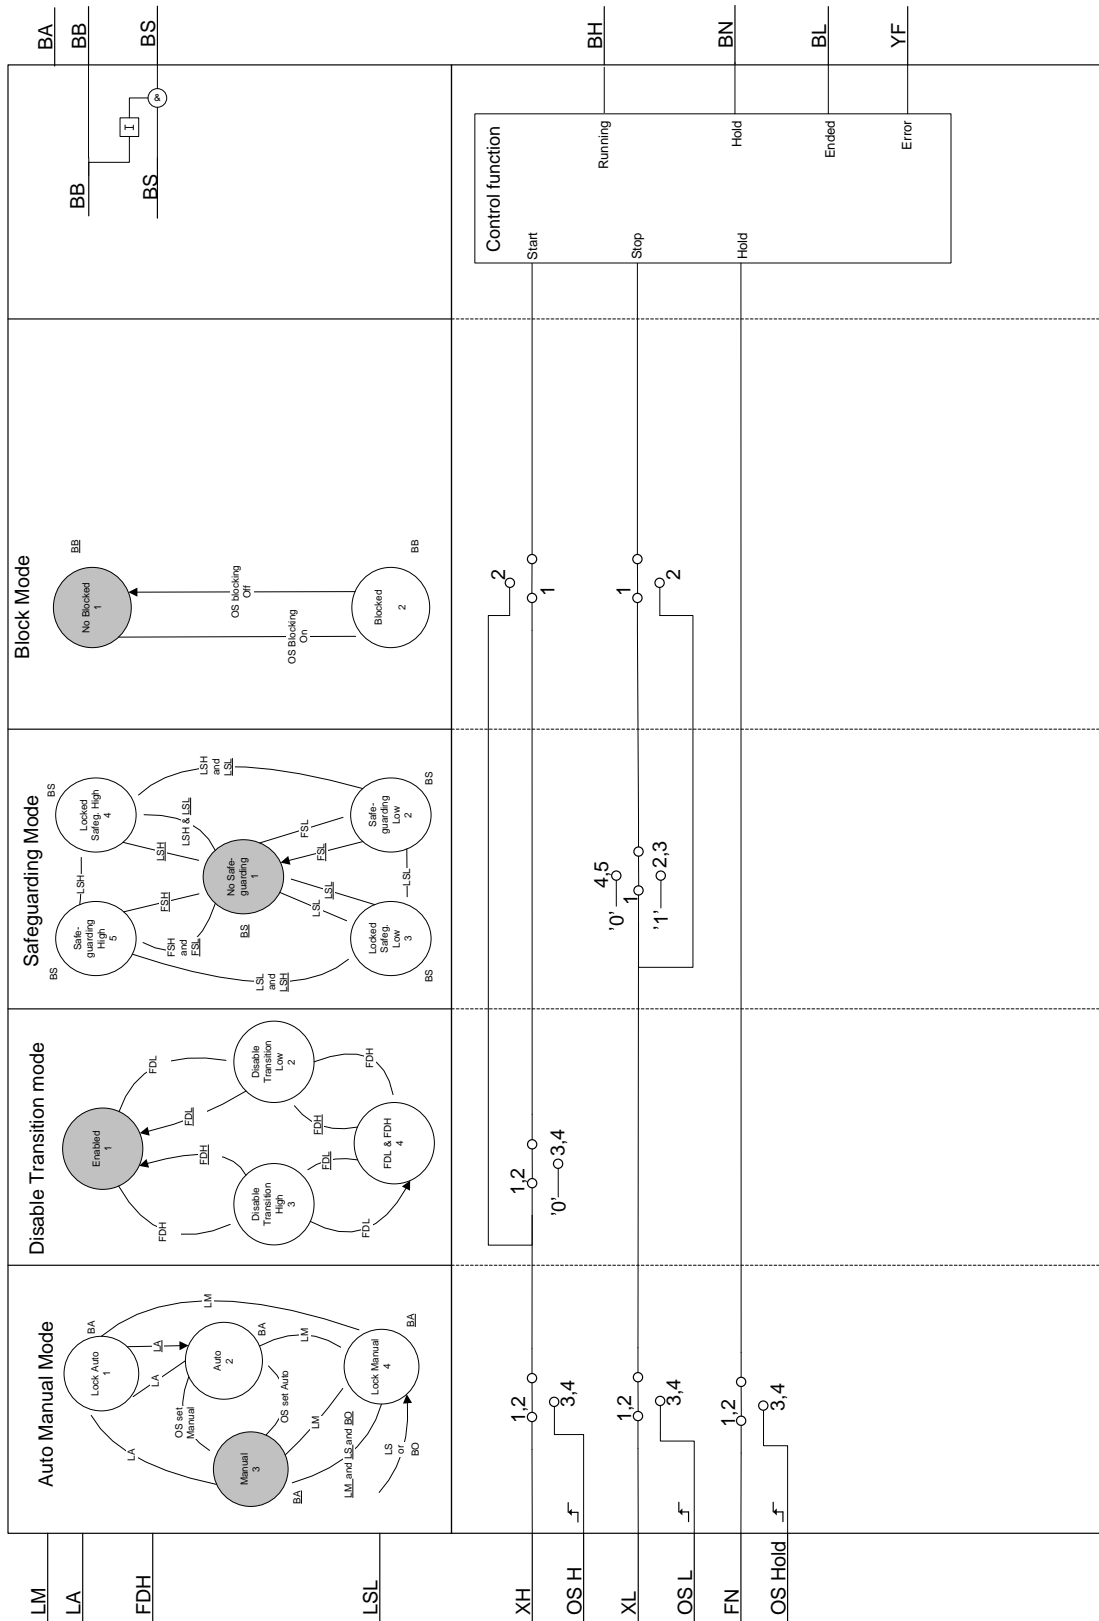 Auto Manual Mode
Disable Transition mode
Safeguarding Mode
Block Mode
LM
LA
FDH
LSL
Lock Auto
1
BA
Auto
2
BA
Manual
3
BA
Lock Manual
4
BA
LA
LA
LA
LM
LM
LM
OS set
Manual
OS set Auto
LM and LS and BO
LS
or
BO
Enabled
1
Disable
Transition
Low
2
Disable
Transition
High
3
FDL & FDH
4
FDL
FDL
FDH
FDH
FDH
FDH
FDL
FDL
Safe-
guarding
High
5
BS
Locked
Safeg. High
4
BS
No Safe-
guarding
1
BS
Safe-
guarding
Low
2
BS
Locked
Safeg.
Low
3
BS
LSH
LSH
and
LSL
LSH & LSL
LSH
FSH
FSH
and
FSL
FSL
FSL
LSL
LSL
LSL
LSL
and
LSH
No Blocked
1
BB
Blocked
2
BB
OS blocking
Off
OS Blocking
On
BB
BS
I
&
BA
BB
BS
XH
OS H
XL
OS L
FN
OS Hold
1,2
3,4
1,2
3,4
1,2
3,4
1,2
'0'
3,4
'0'
4,5
1
'1'
2,3
2
1
1
2
Control function
Start
Stop
Hold
Running
Hold
Ended
Error
BH
BN
BL
YF